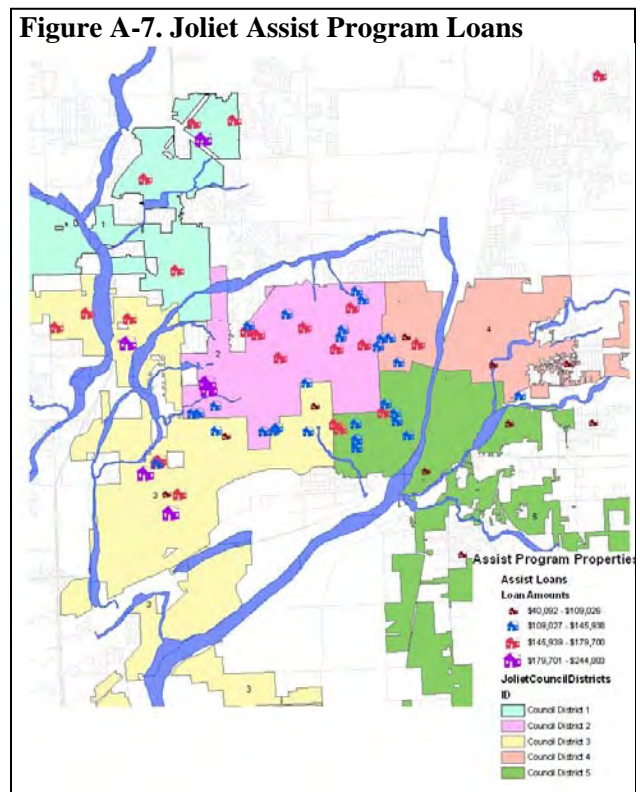 Figure A-7. Joliet Assist Program Loans
1
2
4
3
5
3
3
Assist Program Properties
Assist Loans
Loan Amounts
$40,092 - $109,026
$109,027 - $145,938
$145,939 - $179,700
$179,701 - $244,803
JolietCouncilDistricts
ID
Council District 1
Council District 2
Council District 3
Council District 4
Council District 5